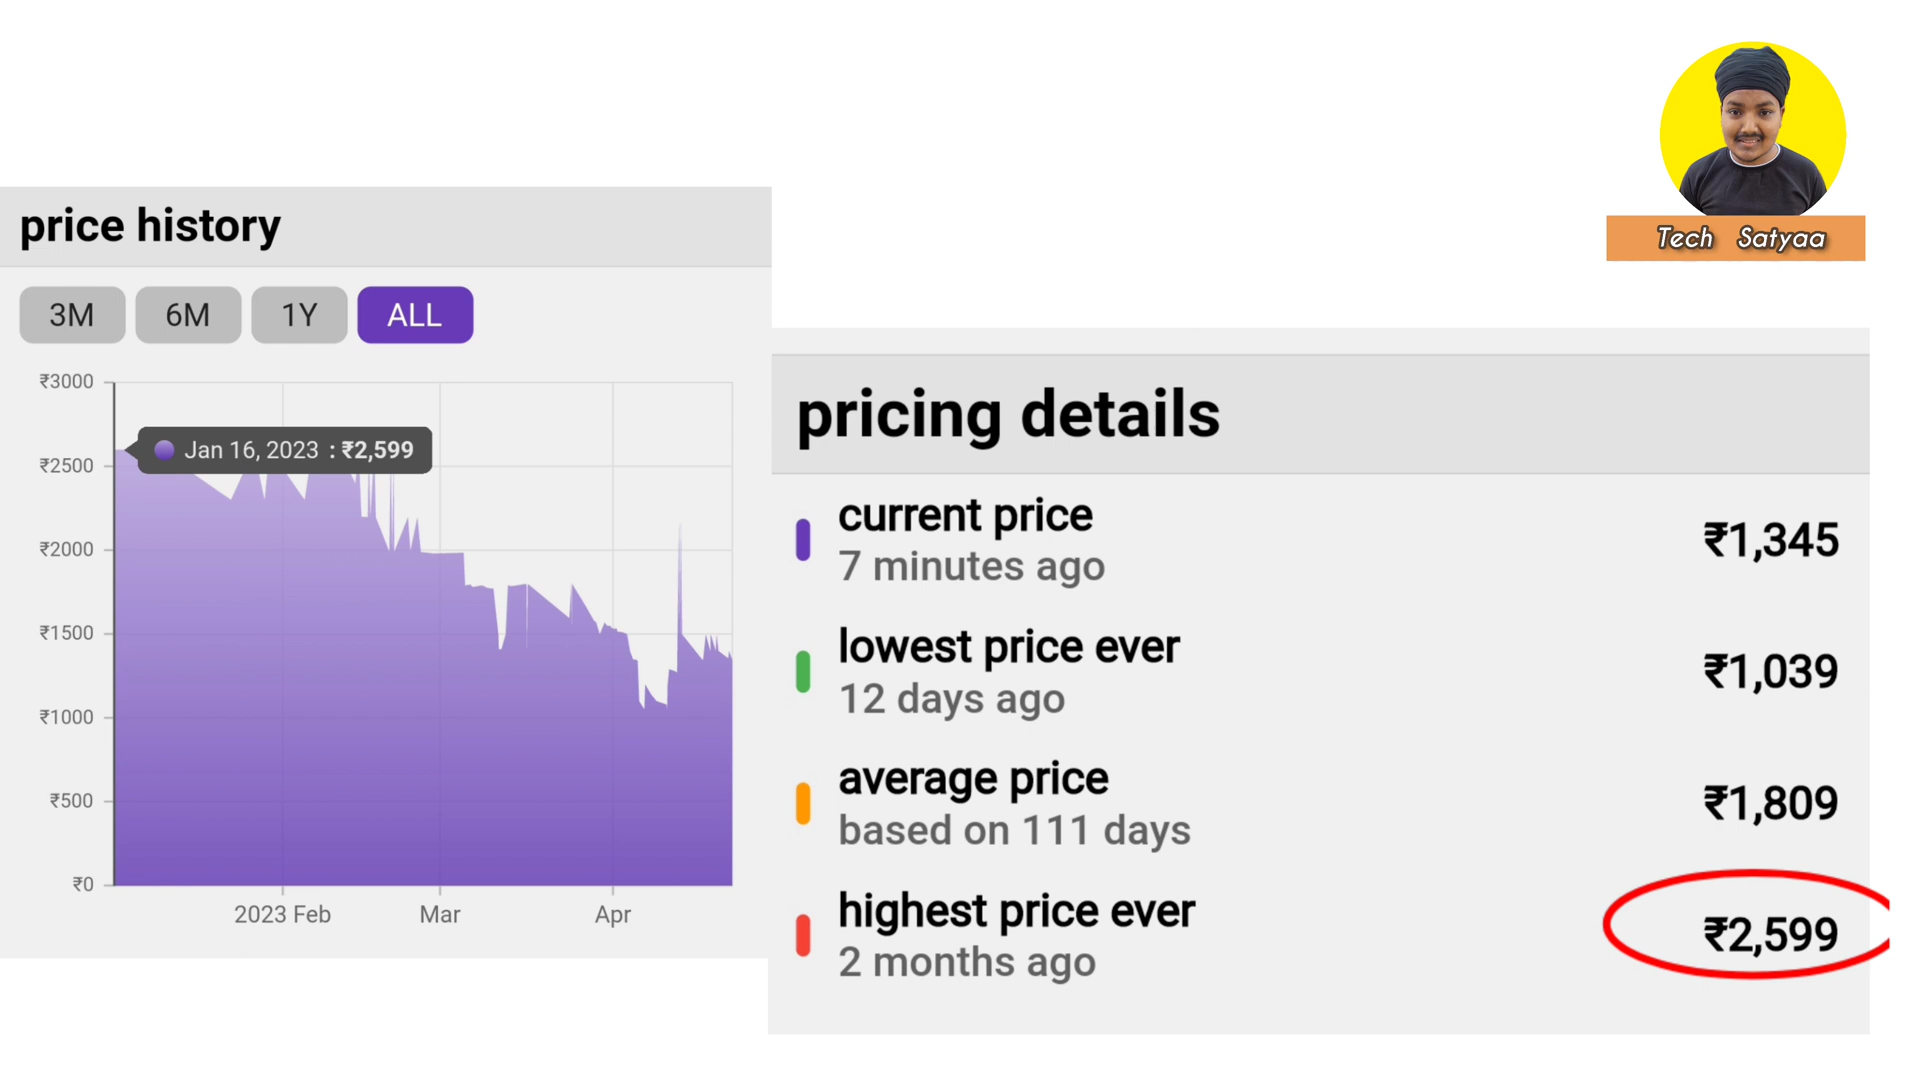 Tech Satyaa
price history
3M 6M 1Y ALL
₹3000
Jan 16, 2023 : ₹2,599
₹2500
₹2000
₹1500
₹1000
₹500
₹0
2023 Feb Mar Apr
pricing details
current price
7 minutes ago
₹1,345
lowest price ever
12 days ago
₹1,039
average price
based on 111 days
₹1,809
highest price ever
2 months ago
₹2,599